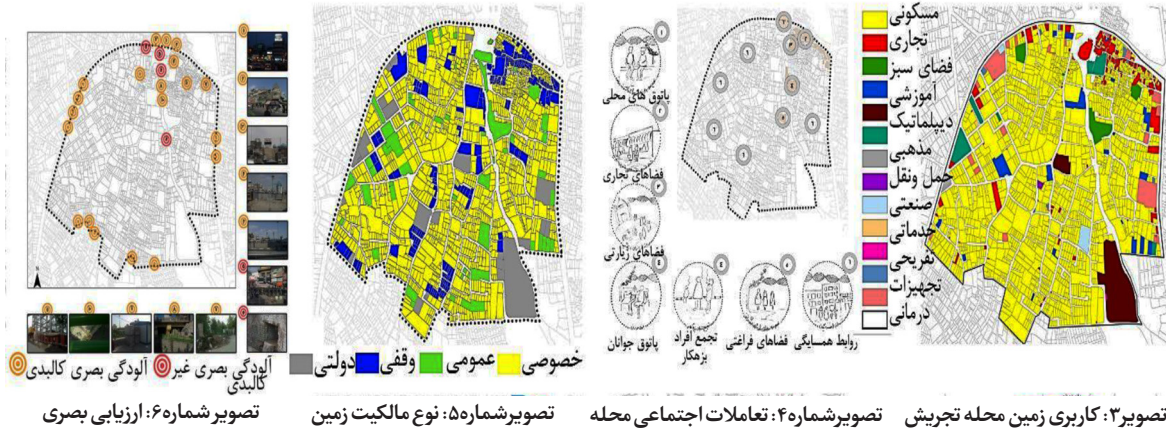 مسکونی
تجاری
فضای سبز
آموزشی
دیپلماتیک
مذهبی
حمل ونقل
صنعتی
خدماتی
تفریحی
تجهیزات
درمانی
پاتوق های محلی
فضاهای تجاری
فضاهای زیارتی
روابط همسایگی
فضاهای فراغتی
تجمع افراد بزهکار
پاتوق جوانان
خصوصی
عمومی
وقفی
دولتی
آلودگی بصری غیر کالبدی
آلودگی بصری کالبدی
تصویر۳: کاربری زمین محله تجریش
تصویرشماره۴: تعاملات اجتماعی محله
تصویرشماره۵: نوع مالکیت زمین
تصویر شماره۶: ارزیابی بصری